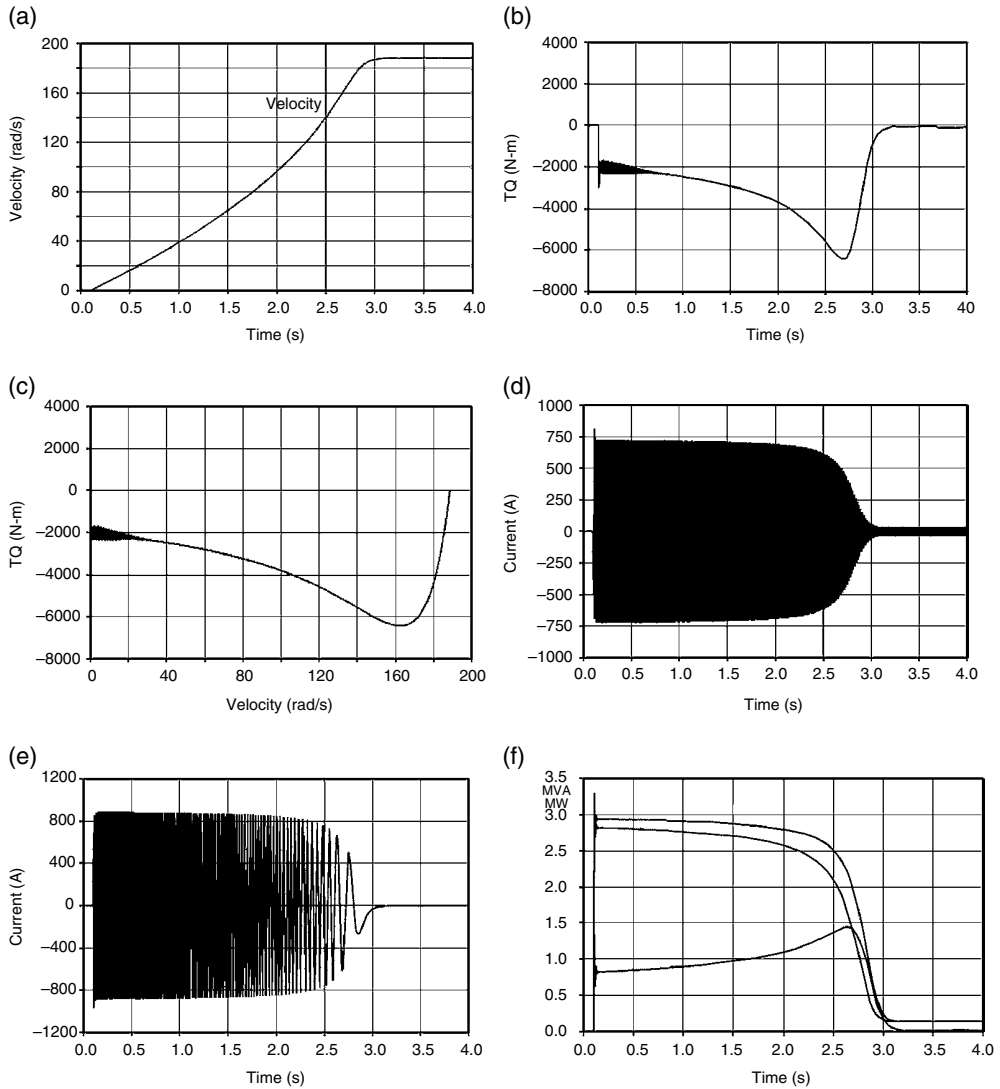 (a)
200
160
120
80
40
0
Velocity (rad/s)
Velocity
0.0 0.5 1.0 1.5 2.0 2.5 3.0 3.5 4.0
Time (s)
(b)
4000
2000
0
−2000
−4000
−6000
−8000
TQ (N-m)
0.0 0.5 1.0 1.5 2.0 2.5 3.0 3.5 40
Time (s)
(c)
4000
2000
0
−2000
−4000
−6000
−8000
TQ (N-m)
0 40 80 120 160 200
Velocity (rad/s)
(d)
1000
750
500
250
0
−250
−500
−750
−1000
Current (A)
0.0 0.5 1.0 1.5 2.0 2.5 3.0 3.5 4.0
Time (s)
(e)
1200
800
400
0
−400
−800
−1200
Current (A)
0.0 0.5 1.0 1.5 2.0 2.5 3.0 3.5 4.0
Time (s)
(f)
3.5
MVA
MW
3.0
2.5
2.0
1.5
1.0
0.5
0.0
0.0 0.5 1.0 1.5 2.0 2.5 3.0 3.5 4.0
Time (s)